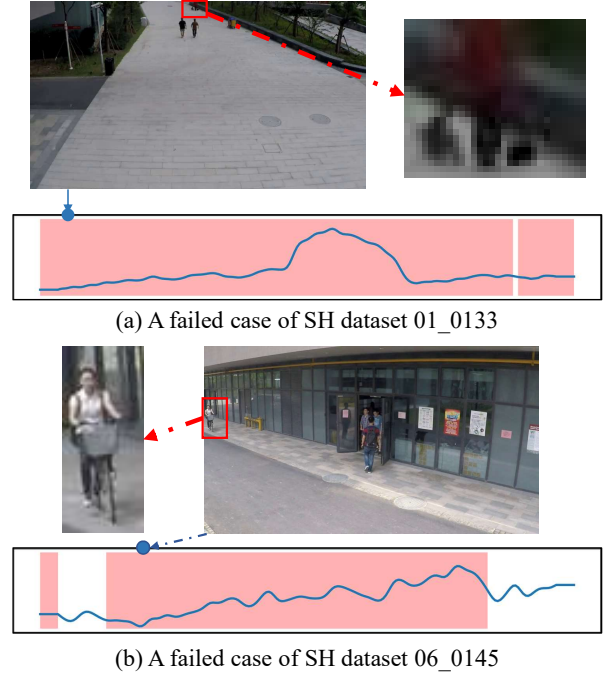 (a) A failed case of SH dataset 01_0133
(b) A failed case of SH dataset 06_0145